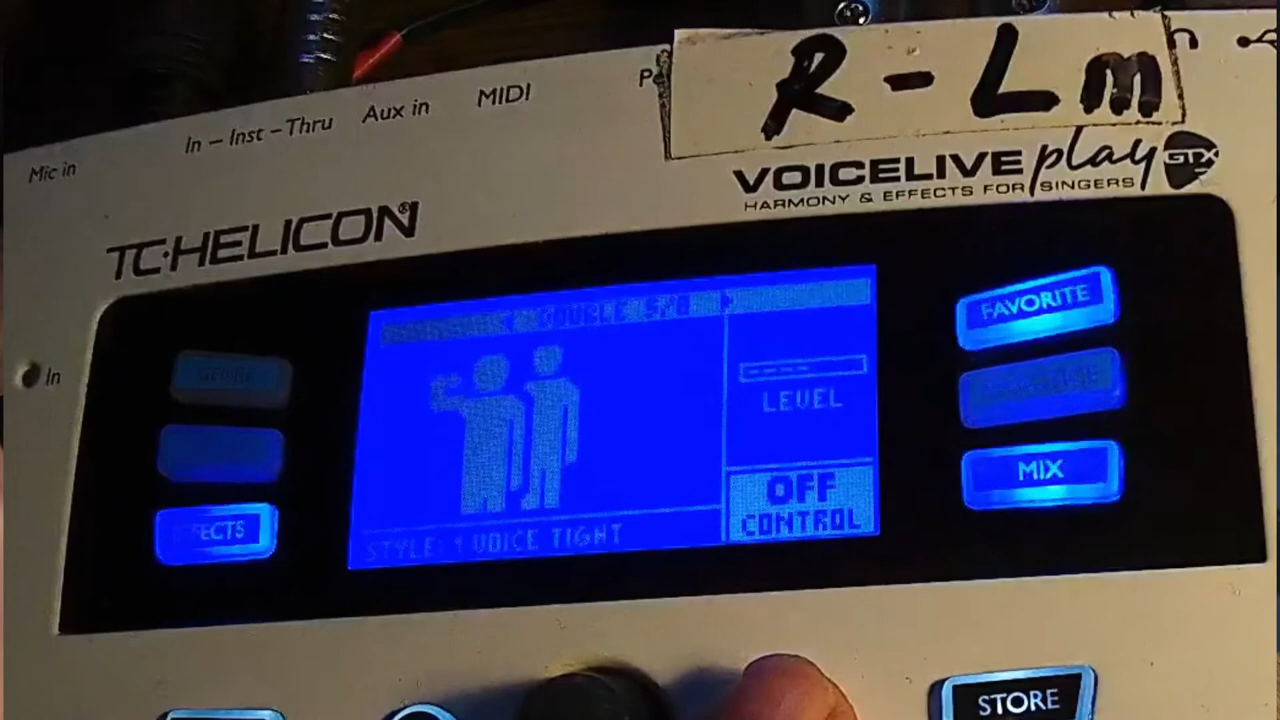 R - Lm
In – Inst – Thru
Aux in
MIDI
P
Mic in
VOICELIVE play GTX
HARMONY & EFFECTS FOR SINGERS
TC·HELICON®
In
GENRE
FAVORITE
MIX
LEVEL
OFF
CONTROL
STYLE: 1 VOICE TIGHT
FECTS
STORE